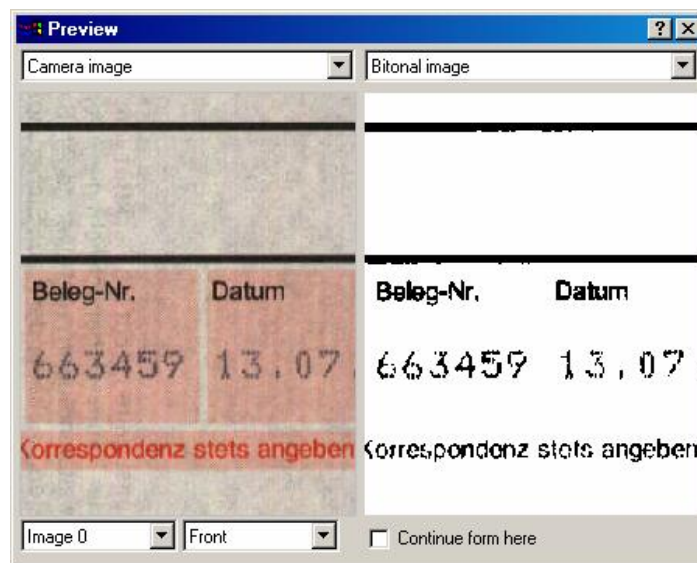 Preview
Camera image
Bitonal image
Beleg-Nr. Datum
663459 13.07
Korrespondenz stets angeben
Beleg-Nr. Datum
663459 13.07
Korrespondenz stets angeben
Image 0
Front
Continue form here